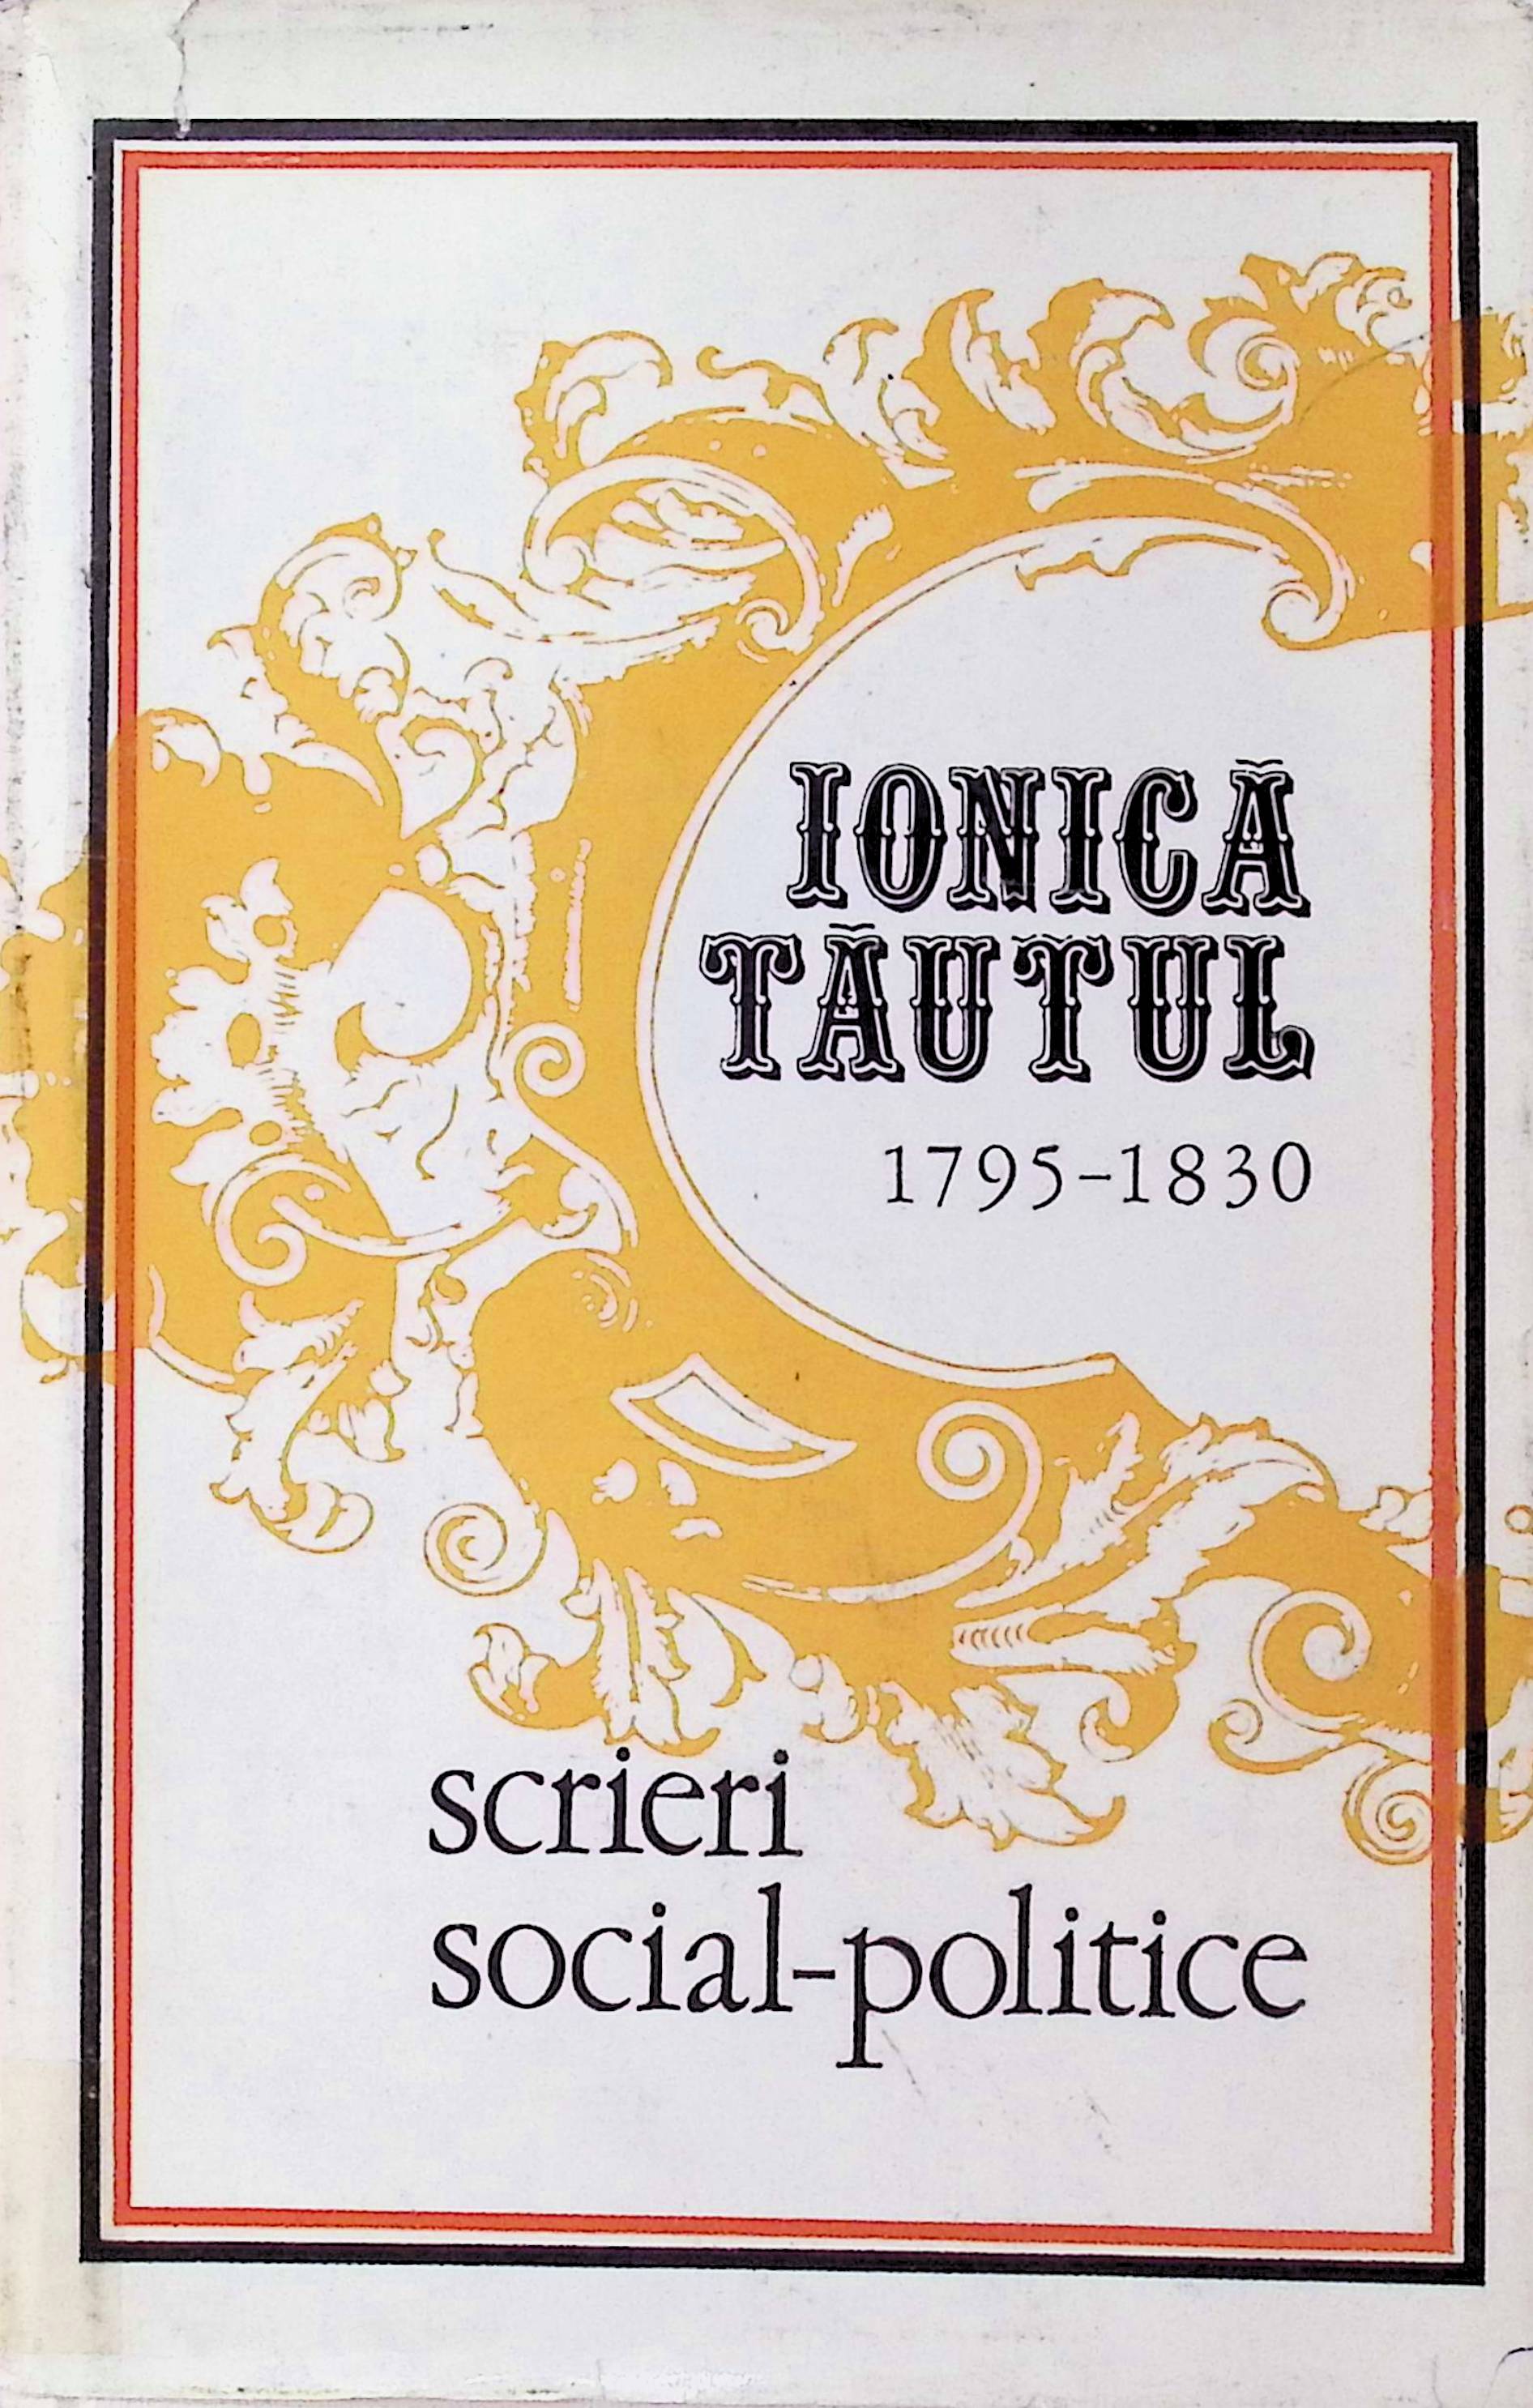 IONICĂ
TĂUTUL
1795-1830
scrieri
social-politice